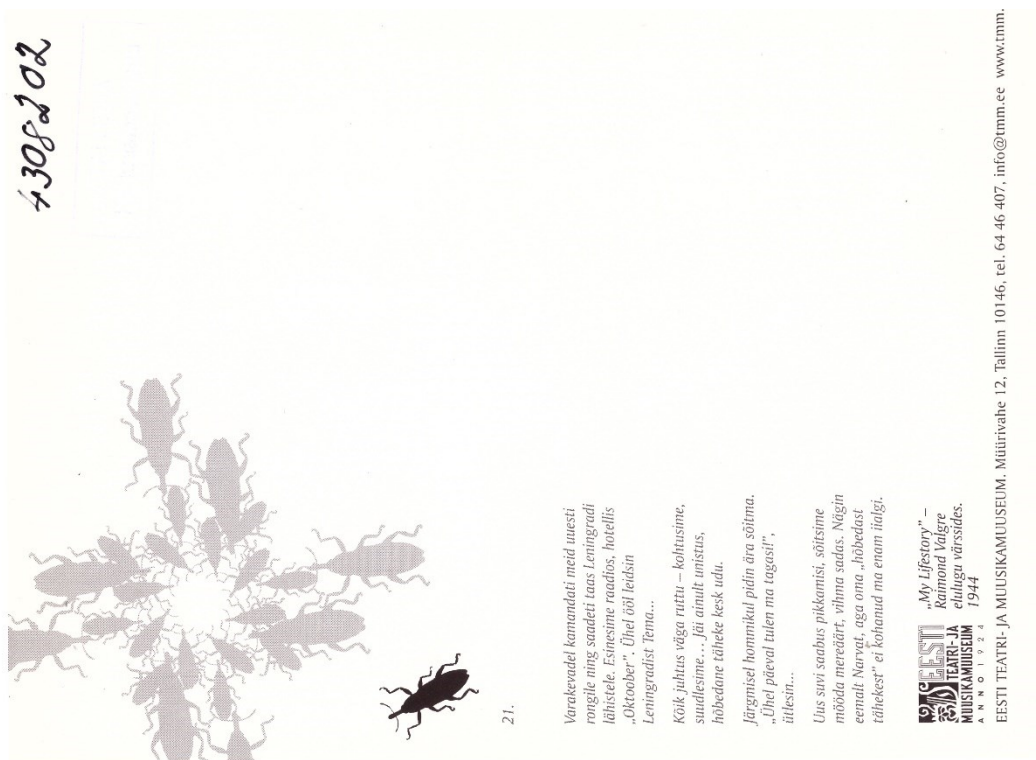 4308202
21.
Varakevadel kamandati meid uuesti
rongile ning saadeti taas Leningradi
lähistele. Esinesime raadios, hotellis
„Oktoober”. Ühel ööl leidsin
Leningradist Tema...
Kõik juhtus väga ruttu – kohtusime,
suudlesime... Jäi ainult unistus,
hõbedane täheke kesk udu.
Järgmisel hommikul pidin ära sõitma.
„Ühel päeval tulen ma tagasi!”,
ütlesin...
Uus suvi saabus pikkamisi, sõitsime
mööda mereäärt, vihma sadas. Nägin
eemalt Narvat, aga oma „hõbedast
tähekest” ei kohanud ma enam iialgi.
EESTI
TEATRI- JA
MUUSIKAMUUSEUM
ANNO 1924
„My Lifestory” –
Raimond Valgre
elulugu värssides.
1944
EESTI TEATRI- JA MUUSIKAMUUSEUM. Müürivahe 12, Tallinn 10146, tel. 64 46 407, info@tmm.ee www.tmm.